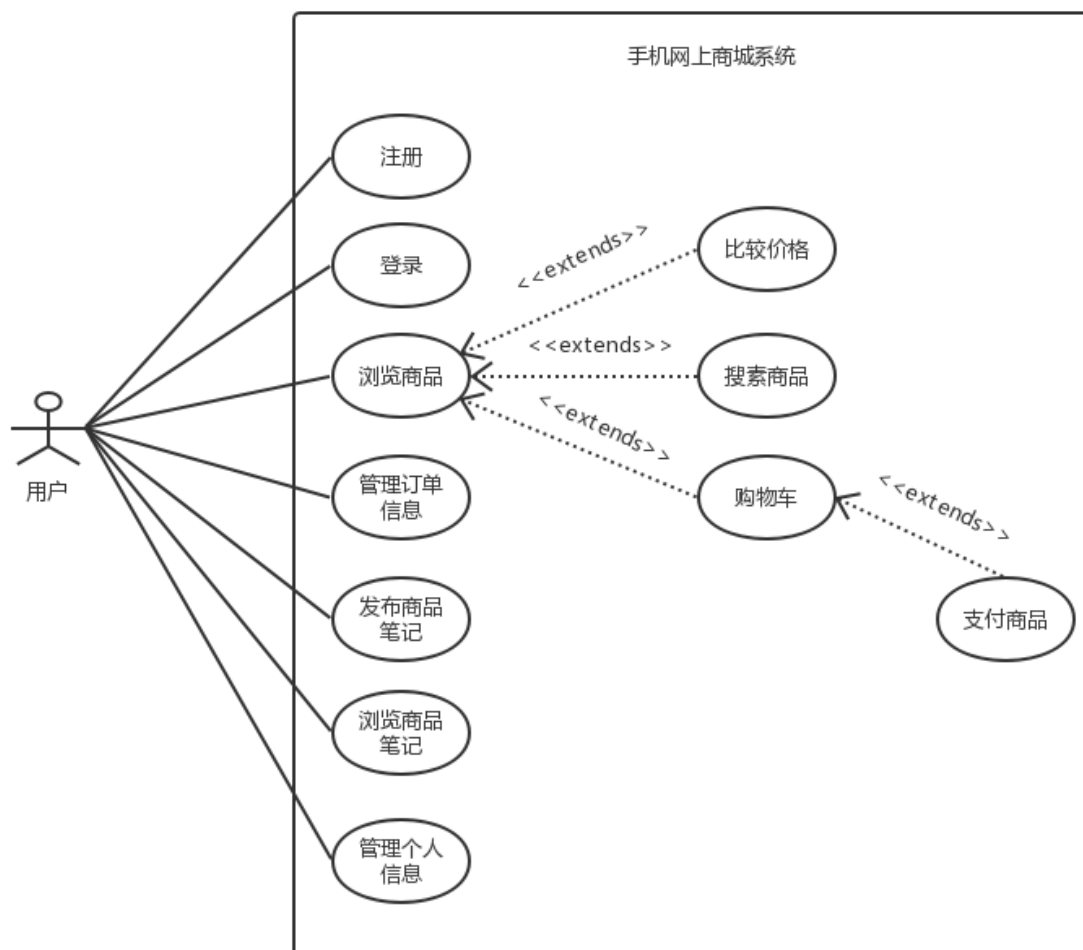 手机网上商城系统
注册
登录
浏览商品
管理订单
信息
发布商品
笔记
浏览商品
笔记
管理个人
信息
用户
<<extends>>
比较价格
<<extends>>
搜素商品
<<extends>>
购物车
<<extends>>
支付商品